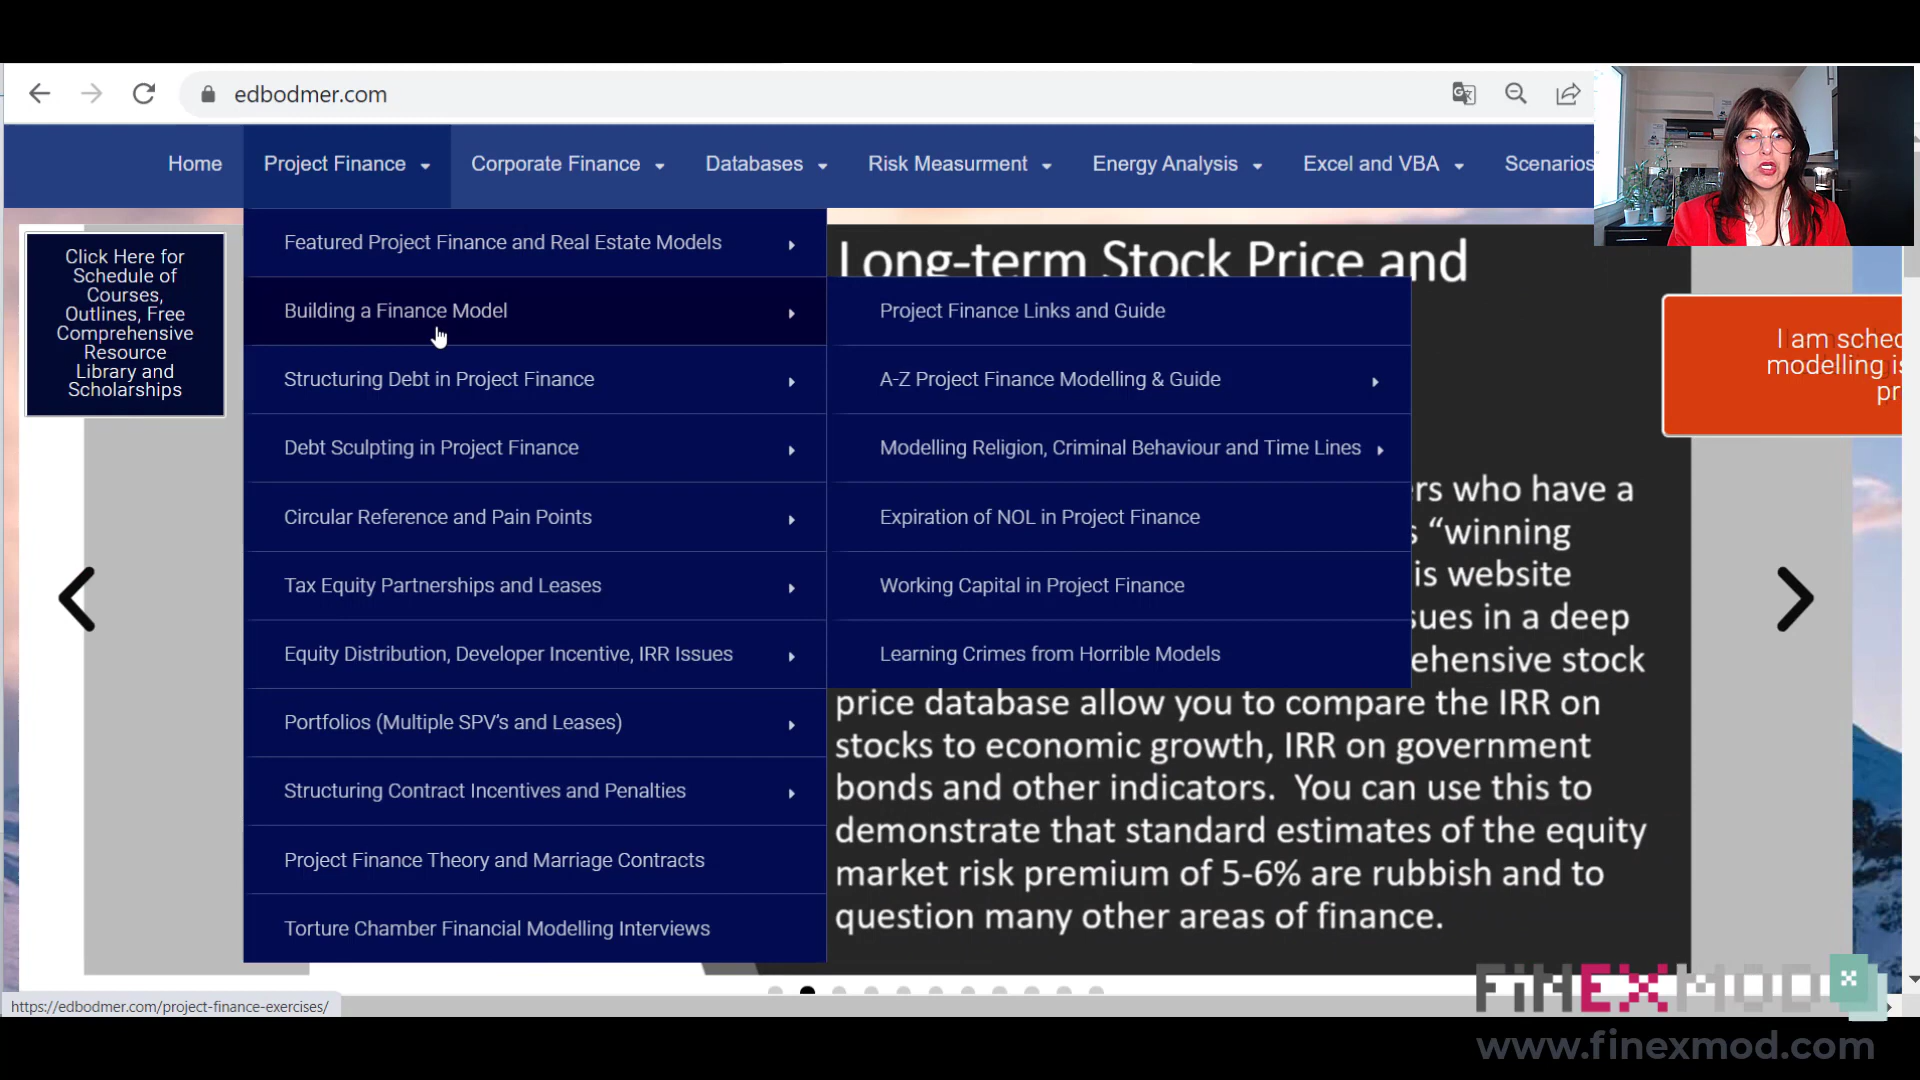 edbodmer.com
Home
Project Finance
Corporate Finance
Databases
Risk Measurment
Energy Analysis
Excel and VBA
Scenarios
Click Here for
Schedule of
Courses,
Outlines, Free
Comprehensive
Resource
Library and
Scholarships
Featured Project Finance and Real Estate Models
Building a Finance Model
Structuring Debt in Project Finance
Debt Sculpting in Project Finance
Circular Reference and Pain Points
Tax Equity Partnerships and Leases
Equity Distribution, Developer Incentive, IRR Issues
Portfolios (Multiple SPV's and Leases)
Structuring Contract Incentives and Penalties
Project Finance Theory and Marriage Contracts
Torture Chamber Financial Modelling Interviews
Project Finance Links and Guide
A-Z Project Finance Modelling & Guide
Modelling Religion, Criminal Behaviour and Time Lines
Expiration of NOL in Project Finance
Working Capital in Project Finance
Learning Crimes from Horrible Models
Long-term Stock Price and
who have a
“winning
is website
in a deep
stock
price database allow you to compare the IRR on
stocks to economic growth, IRR on government
bonds and other indicators. You can use this to
demonstrate that standard estimates of the equity
market risk premium of 5-6% are rubbish and to
question many other areas of finance.
I am
modelling
https://edbodmer.com/project-finance-exercises/
FINEXMOD
www.finexmod.com